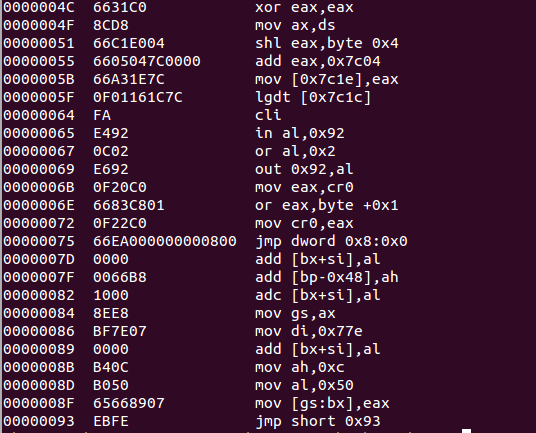 0000004C 6631C0 xor eax,eax
0000004F 8CD8 mov ax,ds
00000051 66C1E004 shl eax,byte 0x4
00000055 6605047C0000 add eax,0x7c04
0000005B 66A31E7C mov [0x7c1e],eax
0000005F 0F01161C7C lgdt [0x7c1c]
00000064 FA cli
00000065 E492 in al,0x92
00000067 0C02 or al,0x2
00000069 E692 out 0x92,al
0000006B 0F20C0 mov eax,cr0
0000006E 6683C801 or eax,byte +0x1
00000072 0F22C0 mov cr0,eax
00000075 66EA000000000800 jmp dword 0x8:0x0
0000007D 0000 add [bx+si],al
0000007F 0066B8 add [bp-0x48],ah
00000082 1000 adc [bx+si],al
00000084 8EE8 mov gs,ax
00000086 BF7E07 mov di,0x77e
00000089 0000 add [bx+si],al
0000008B B40C mov ah,0xc
0000008D B050 mov al,0x50
0000008F 65668907 mov [gs:bx],eax
00000093 EBFE jmp short 0x93